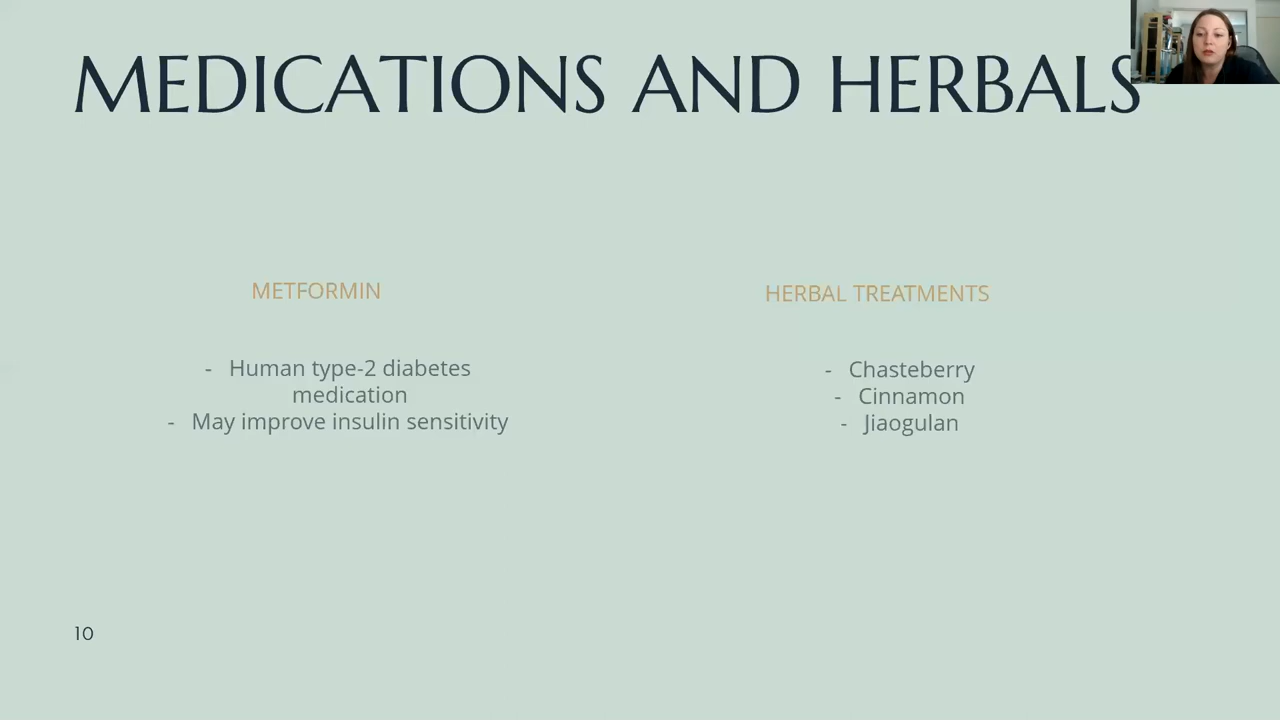 MEDICATIONS AND HERBALS
METFORMIN
- Human type-2 diabetes
medication
- May improve insulin sensitivity
HERBAL TREATMENTS
- Chasteberry
- Cinnamon
- Jiaogulan
10